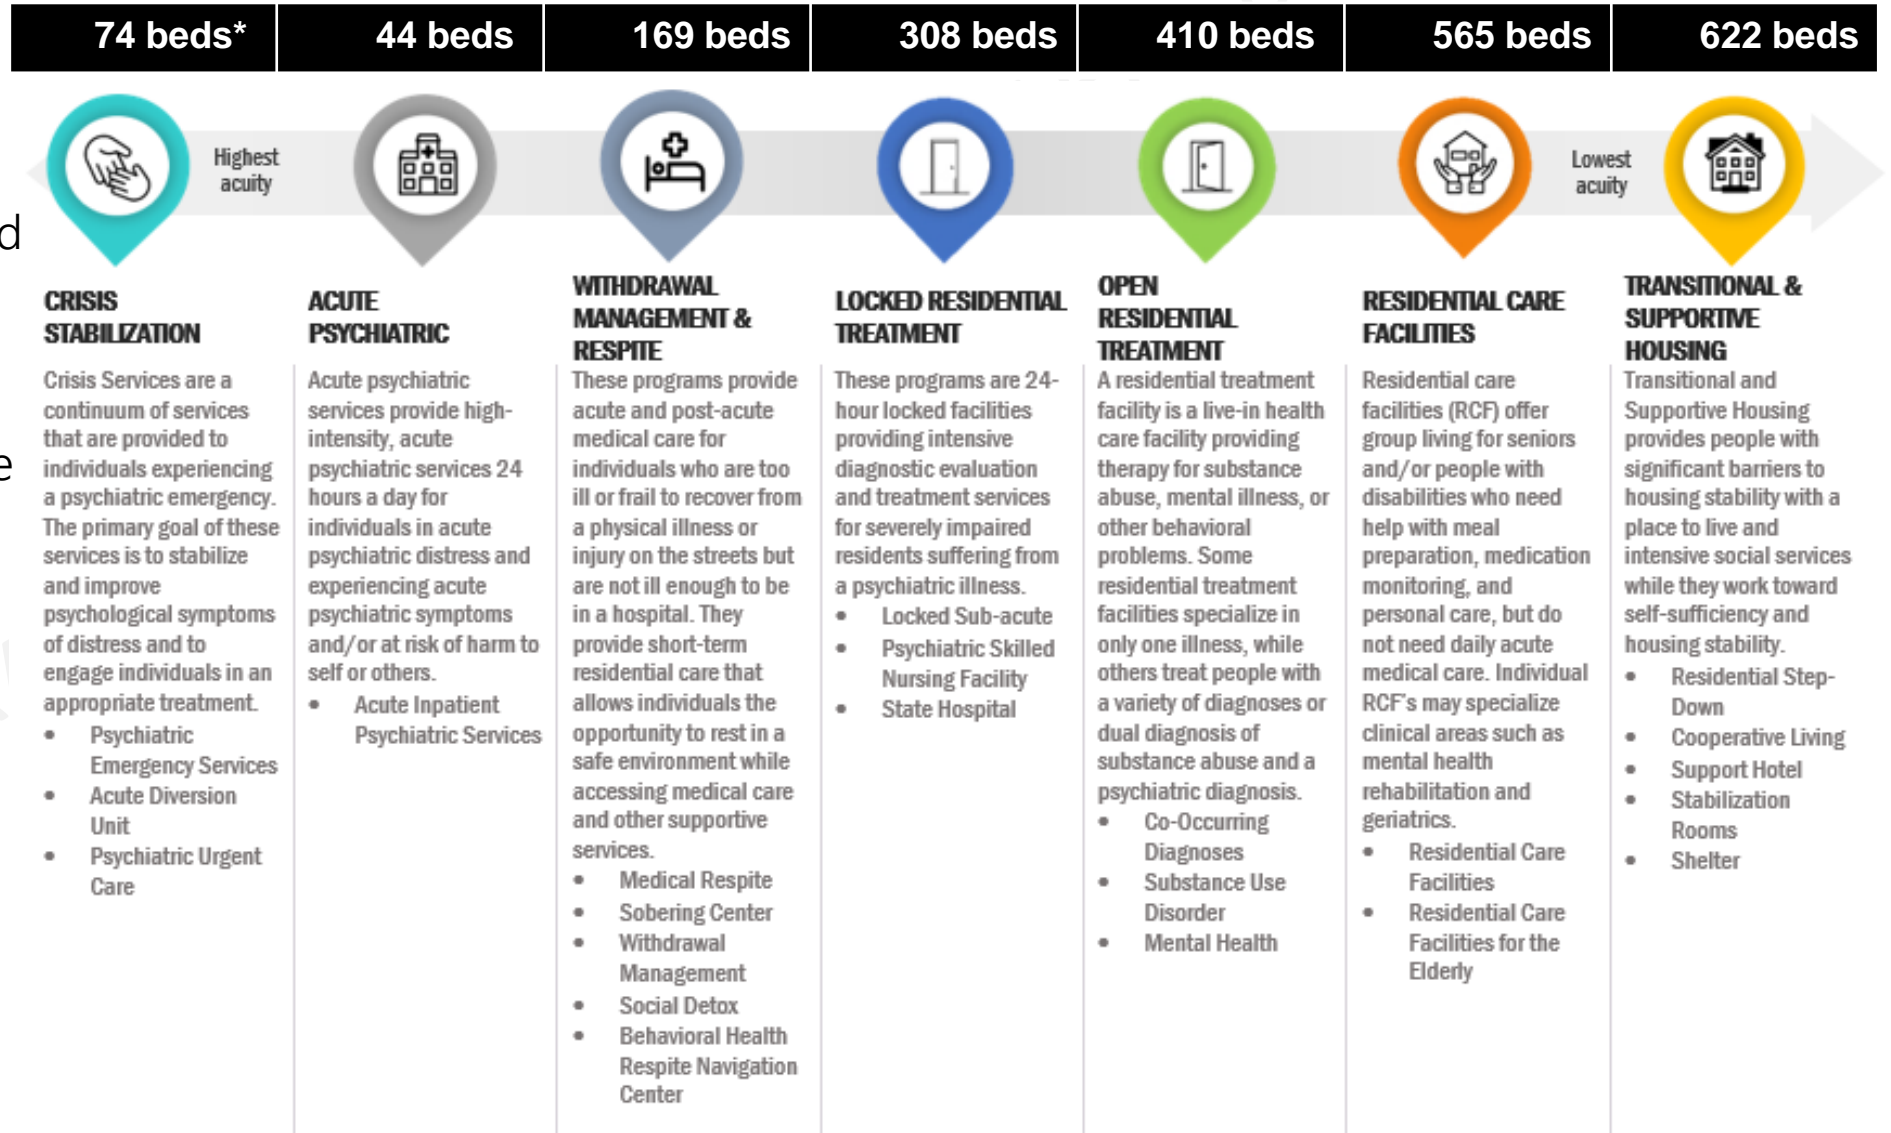 74 beds*
44 beds
169 beds
308 beds
410 beds
565 beds
622 beds
Highest
acuity
Lowest
acuity
d
e
CRISIS
STABILIZATION
Crisis Services are a
continuum of services
that are provided to
individuals experiencing
a psychiatric emergency.
The primary goal of these
services is to stabilize
and improve
psychological symptoms
of distress and to
engage individuals in an
appropriate treatment.
• Psychiatric
Emergency Services
• Acute Diversion
Unit
• Psychiatric Urgent
Care
ACUTE
PSYCHIATRIC
Acute psychiatric
services provide high-
intensity, acute
psychiatric services 24
hours a day for
individuals in acute
psychiatric distress and
experiencing acute
psychiatric symptoms
and/or at risk of harm to
self or others.
• Acute Inpatient
Psychiatric Services
WITHDRAWAL
MANAGEMENT &
RESPITE
These programs provide
acute and post-acute
medical care for
individuals who are too
ill or frail to recover from
a physical illness or
injury on the streets but
are not ill enough to be
in a hospital. They
provide short-term
residential care that
allows individuals the
opportunity to rest in a
safe environment while
accessing medical care
and other supportive
services.
• Medical Respite
• Sobering Center
• Withdrawal
Management
• Social Detox
• Behavioral Health
Respite Navigation
Center
LOCKED RESIDENTIAL
TREATMENT
These programs are 24-
hour locked facilities
providing intensive
diagnostic evaluation
and treatment services
for severely impaired
residents suffering from
a psychiatric illness.
• Locked Sub-acute
• Psychiatric Skilled
Nursing Facility
• State Hospital
OPEN
RESIDENTIAL
TREATMENT
A residential treatment
facility is a live-in health
care facility providing
therapy for substance
abuse, mental illness, or
other behavioral
problems. Some
residential treatment
facilities specialize in
only one illness, while
others treat people with
a variety of diagnoses or
dual diagnosis of
substance abuse and a
psychiatric diagnosis.
• Co-Occurring
Diagnoses
• Substance Use
Disorder
• Mental Health
RESIDENTIAL CARE
FACILITIES
Residential care
facilities (RCF) offer
group living for seniors
and/or people with
disabilities who need
help with meal
preparation, medication
monitoring, and
personal care, but do
not need daily acute
medical care. Individual
RCF's may specialize
clinical areas such as
mental health
rehabilitation and
geriatrics.
• Residential Care
Facilities
• Residential Care
Facilities for the
Elderly
TRANSITIONAL &
SUPPORTIVE
HOUSING
Transitional and
Supportive Housing
provides people with
significant barriers to
housing stability with a
place to live and
intensive social services
while they work toward
self-sufficiency and
housing stability.
• Residential Step-
Down
• Cooperative Living
• Support Hotel
• Stabilization
Rooms
• Shelter